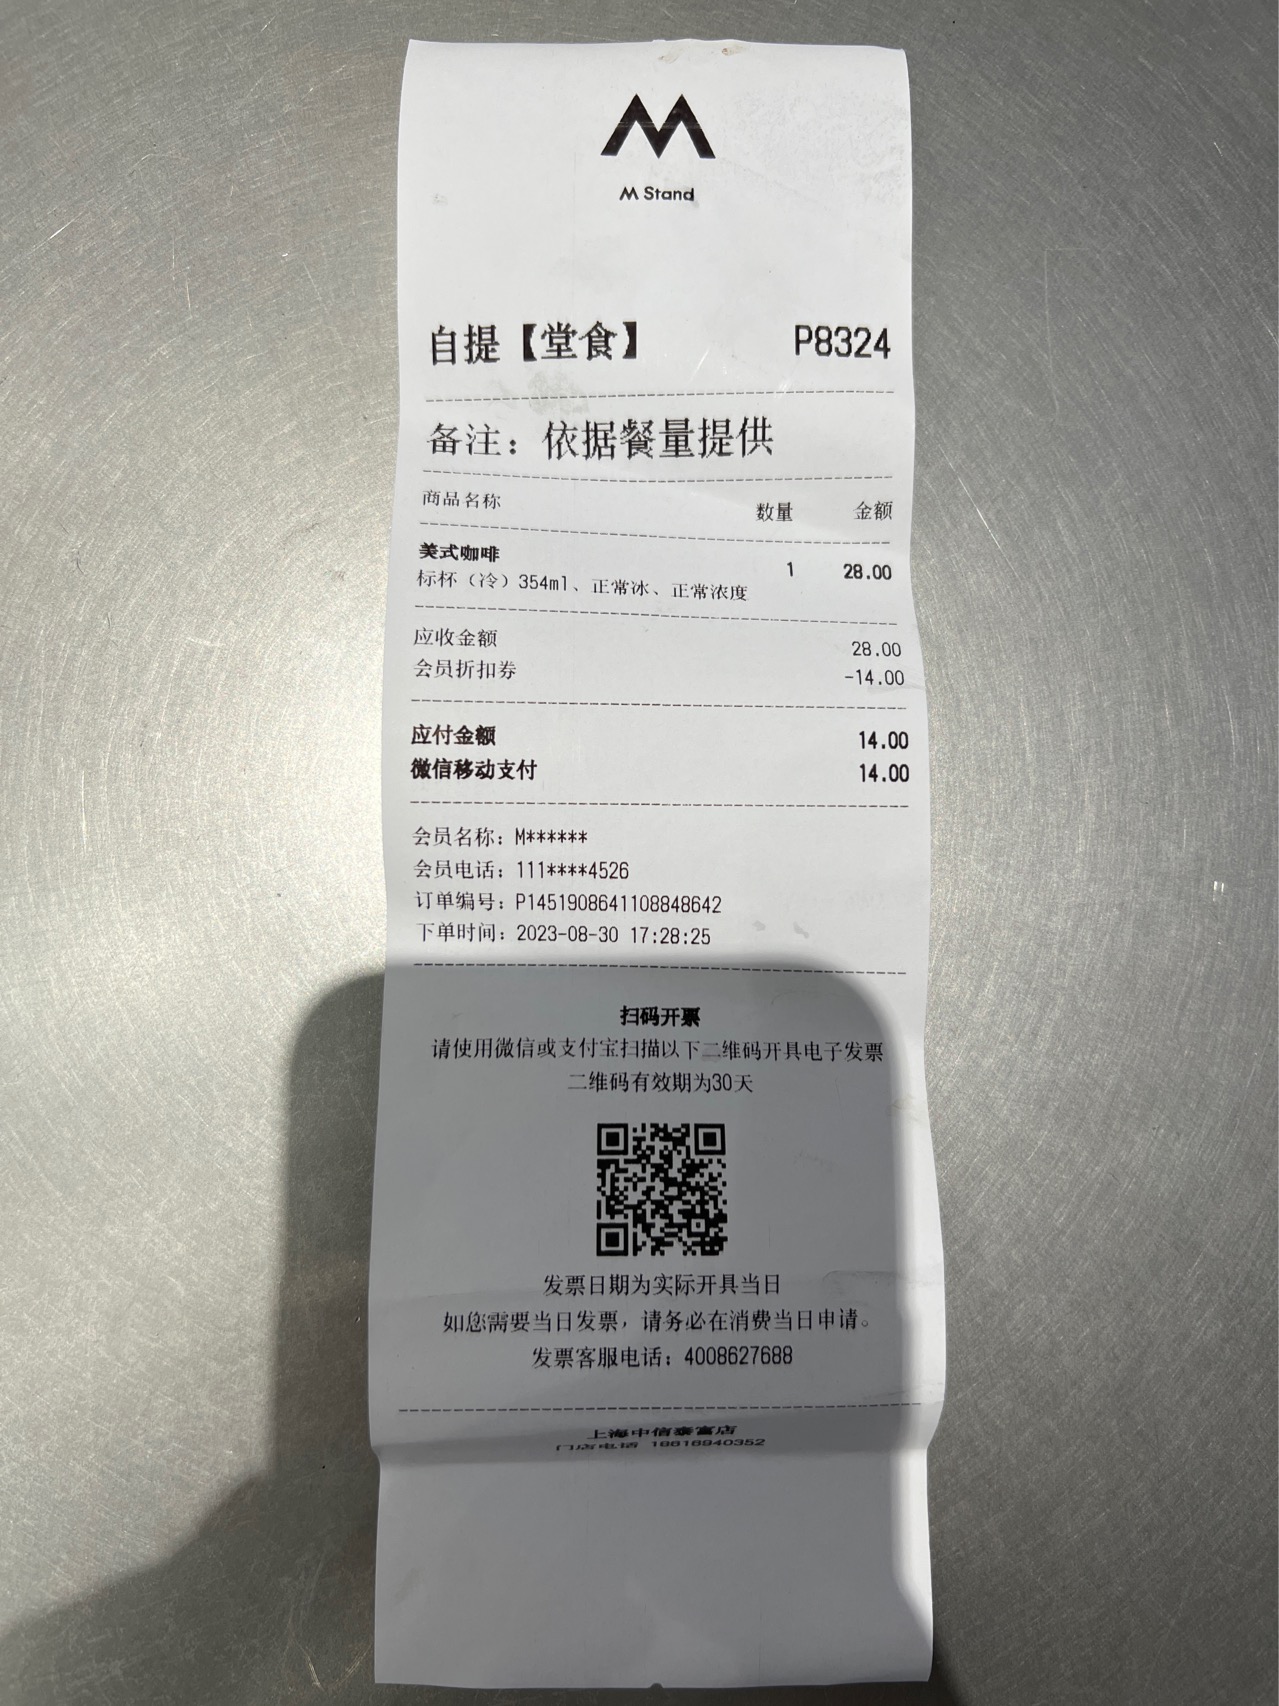 M
M Stand
自提【堂食】 P8324
备注：依据餐量提供
商品名称 数量 金额
美式咖啡 1 28.00
标杯（冷）354ml、正常冰、正常浓度
应收金额 28.00
会员折扣券 -14.00
应付金额 14.00
微信移动支付 14.00
会员名称：M******
会员电话：111****4526
订单编号：P1451908641108848642
下单时间：2023-08-30 17:28:25
扫码开票
请使用微信或支付宝扫描以下二维码开具电子发票
二维码有效期为30天
发票日期为实际开具当日
如您需要当日发票，请务必在消费当日申请。
发票客服电话：4008627688
上海中信泰富店
门店电话